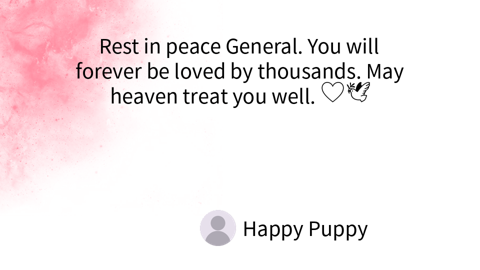 Rest in peace General. You will
forever be loved by thousands. May
heaven treat you well. ♡🕊
Happy Puppy